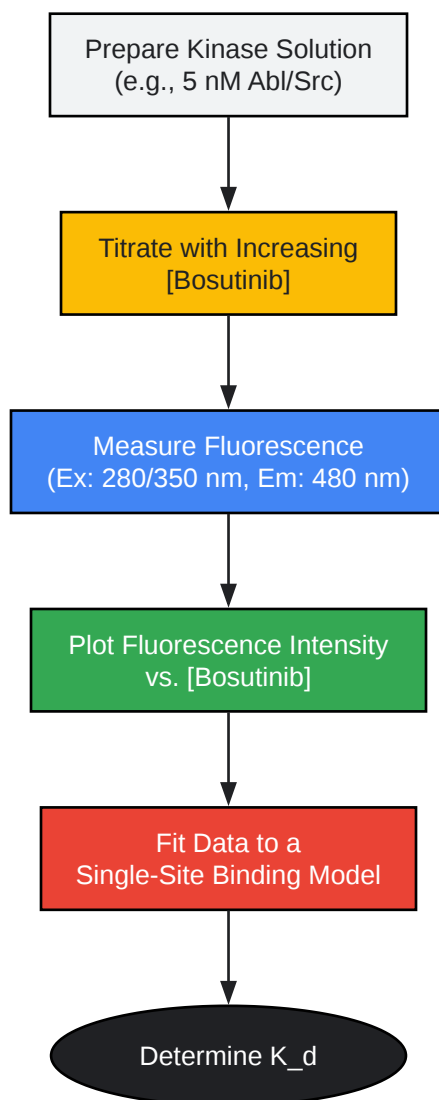 Prepare Kinase Solution
(e.g., 5 nM Abl/Src)
Titrate with Increasing
[Bosutinib]
Measure Fluorescence
(Ex: 280/350 nm, Em: 480 nm)
Plot Fluorescence Intensity
vs. [Bosutinib]
Fit Data to a
Single-Site Binding Model
Determine K_d